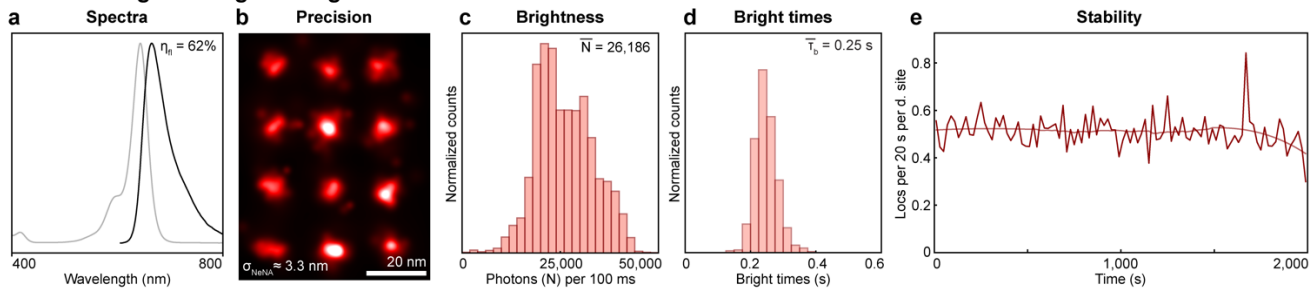 a Spectra
η_fl = 62%
400 800
Wavelength (nm)
b Precision
σ_NeNA ≈ 3.3 nm
20 nm
c Brightness
N̅ = 26,186
Normalized counts
0 25,000 50,000
Photons (N) per 100 ms
d Bright times
τ̅_b = 0.25 s
Normalized counts
0 0.2 0.4 0.6
Bright times (s)
e Stability
Locs per 20 s per d. site
0.8
0.6
0.4
0.2
0
0 1,000 2,000
Time (s)